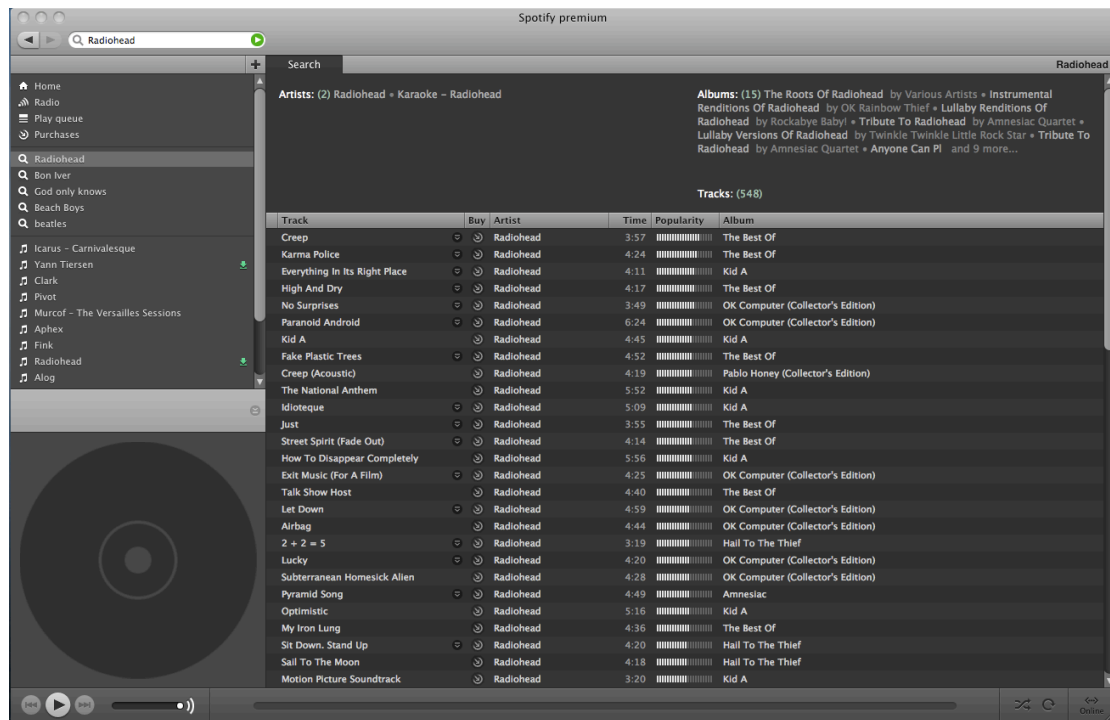 Spotify premium
Radiohead
Search
Radiohead
Home
Radio
Play queue
Purchases
Radiohead
Bon Iver
God only knows
Beach Boys
beatles
Icarus – Carnivalesque
Yann Tiersen
Clark
Pivot
Murcof – The Versailles Sessions
Aphex
Fink
Radiohead
Alog
Artists: (2) Radiohead • Karaoke – Radiohead
Albums: (15) The Roots Of Radiohead by Various Artists • Instrumental
Renditions Of Radiohead by OK Rainbow Thief • Lullaby Renditions Of
Radiohead by Rockabye Baby! • Tribute To Radiohead by Amnesiac Quartet •
Lullaby Versions Of Radiohead by Twinkle Twinkle Little Rock Star • Tribute To
Radiohead by Amnesiac Quartet • Anyone Can Pl and 9 more...
Tracks: (548)
Track Buy Artist Time Popularity Album
Creep Radiohead 3:57 The Best Of
Karma Police Radiohead 4:24 The Best Of
Everything In Its Right Place Radiohead 4:11 Kid A
High And Dry Radiohead 4:17 The Best Of
No Surprises Radiohead 3:49 OK Computer (Collector's Edition)
Paranoid Android Radiohead 6:24 OK Computer (Collector's Edition)
Kid A Radiohead 4:45 Kid A
Fake Plastic Trees Radiohead 4:52 The Best Of
Creep (Acoustic) Radiohead 4:19 Pablo Honey (Collector's Edition)
The National Anthem Radiohead 5:52 Kid A
Idioteque Radiohead 5:09 Kid A
Just Radiohead 3:55 The Best Of
Street Spirit (Fade Out) Radiohead 4:14 The Best Of
How To Disappear Completely Radiohead 5:56 Kid A
Exit Music (For A Film) Radiohead 4:25 OK Computer (Collector's Edition)
Talk Show Host Radiohead 4:40 The Best Of
Let Down Radiohead 4:59 OK Computer (Collector's Edition)
Airbag Radiohead 4:44 OK Computer (Collector's Edition)
2 + 2 = 5 Radiohead 3:19 Hail To The Thief
Lucky Radiohead 4:20 OK Computer (Collector's Edition)
Subterranean Homesick Alien Radiohead 4:28 OK Computer (Collector's Edition)
Pyramid Song Radiohead 4:49 Amnesiac
Optimistic Radiohead 5:16 Kid A
My Iron Lung Radiohead 4:36 The Best Of
Sit Down. Stand Up Radiohead 4:20 Hail To The Thief
Sail To The Moon Radiohead 4:18 Hail To The Thief
Motion Picture Soundtrack Radiohead 3:20 Kid A
Online